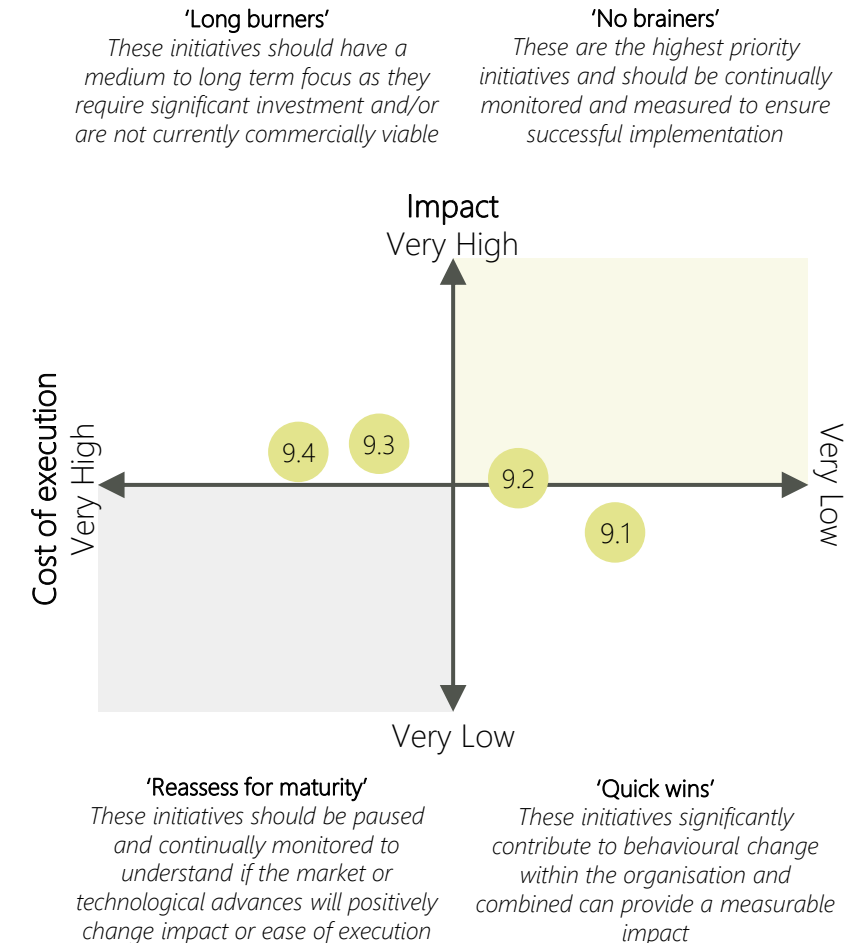 ‘Long burners’
These initiatives should have a
medium to long term focus as they
require significant investment and/or
are not currently commercially viable
‘No brainers’
These are the highest priority
initiatives and should be continually
monitored and measured to ensure
successful implementation
Impact
Very High
Cost of execution
Very High
9.4
9.3
9.2
9.1
Very Low
Very Low
‘Reassess for maturity’
These initiatives should be paused
and continually monitored to
understand if the market or
technological advances will positively
change impact or ease of execution
‘Quick wins’
These initiatives significantly
contribute to behavioural change
within the organisation and
combined can provide a measurable
impact